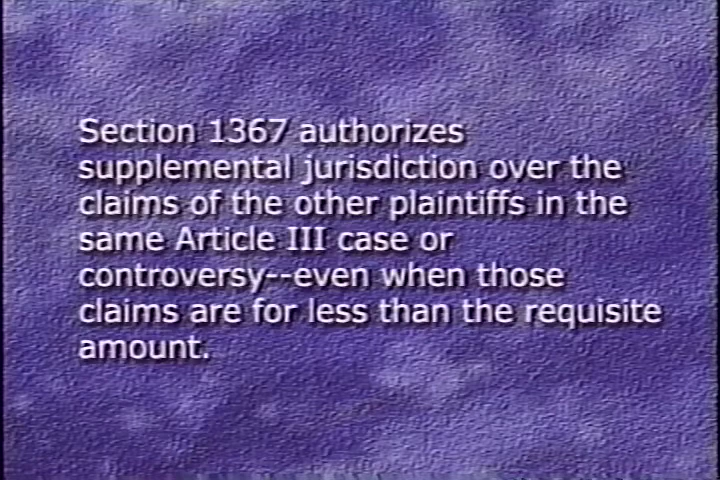 Section 1367 authorizes
supplemental jurisdiction over the
claims of the other plaintiffs in the
same Article III case or
controversy--even when those
claims are for less than the requisite
amount.